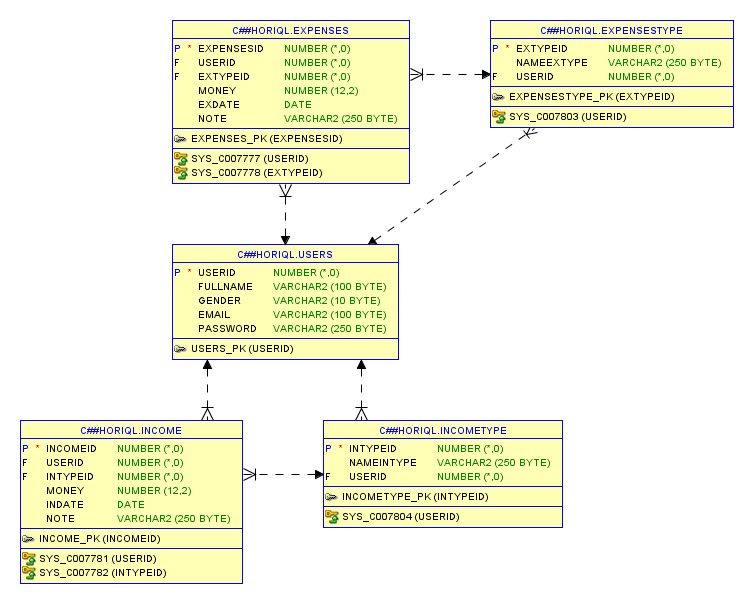 C##HORIQL.EXPENSES
P * EXPENSESID NUMBER (*,0)
F USERID NUMBER (*,0)
F EXTYPEID NUMBER (*,0)
MONEY NUMBER (12,2)
EXDATE DATE
NOTE VARCHAR2 (250 BYTE)
EXPENSES_PK (EXPENSESID)
SYS_C007777 (USERID)
SYS_C007778 (EXTYPEID)
C##HORIQL.EXPENSESTYPE
P * EXTYPEID NUMBER (*,0)
NAMEEXTYPE VARCHAR2 (250 BYTE)
F USERID NUMBER (*,0)
EXPENSESTYPE_PK (EXTYPEID)
SYS_C007803 (USERID)
C##HORIQL.USERS
P * USERID NUMBER (*,0)
FULLNAME VARCHAR2 (100 BYTE)
GENDER VARCHAR2 (10 BYTE)
EMAIL VARCHAR2 (100 BYTE)
PASSWORD VARCHAR2 (250 BYTE)
USERS_PK (USERID)
C##HORIQL.INCOME
P * INCOMEID NUMBER (*,0)
F USERID NUMBER (*,0)
F INTYPEID NUMBER (*,0)
MONEY NUMBER (12,2)
INDATE DATE
NOTE VARCHAR2 (250 BYTE)
INCOME_PK (INCOMEID)
SYS_C007781 (USERID)
SYS_C007782 (INTYPEID)
C##HORIQL.INCOMETYPE
P * INTYPEID NUMBER (*,0)
NAMEINTYPE VARCHAR2 (250 BYTE)
F USERID NUMBER (*,0)
INCOMETYPE_PK (INTYPEID)
SYS_C007804 (USERID)